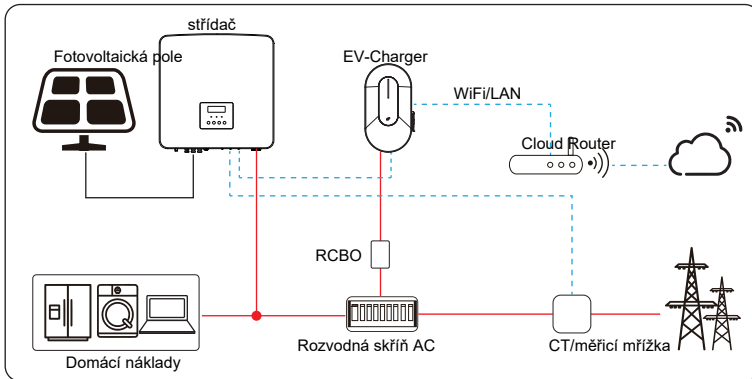 střídač
Fotovoltaická pole
EV-Charger
WiFi/LAN
Cloud Router
RCBO
Domácí náklady
Rozvodná skříň AC
CT/měřicí mřížka